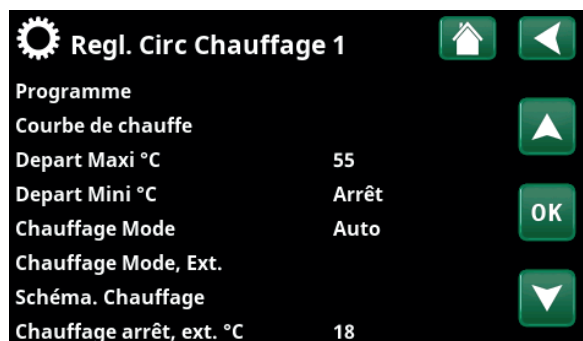 Regl. Circ Chauffage 1
Programme
Courbe de chauffe
Depart Maxi °C 55
Depart Mini °C Arrêt
Chauffage Mode Auto
OK
Chauffage Mode, Ext.
Schéma. Chauffage
Chauffage arrêt, ext. °C 18